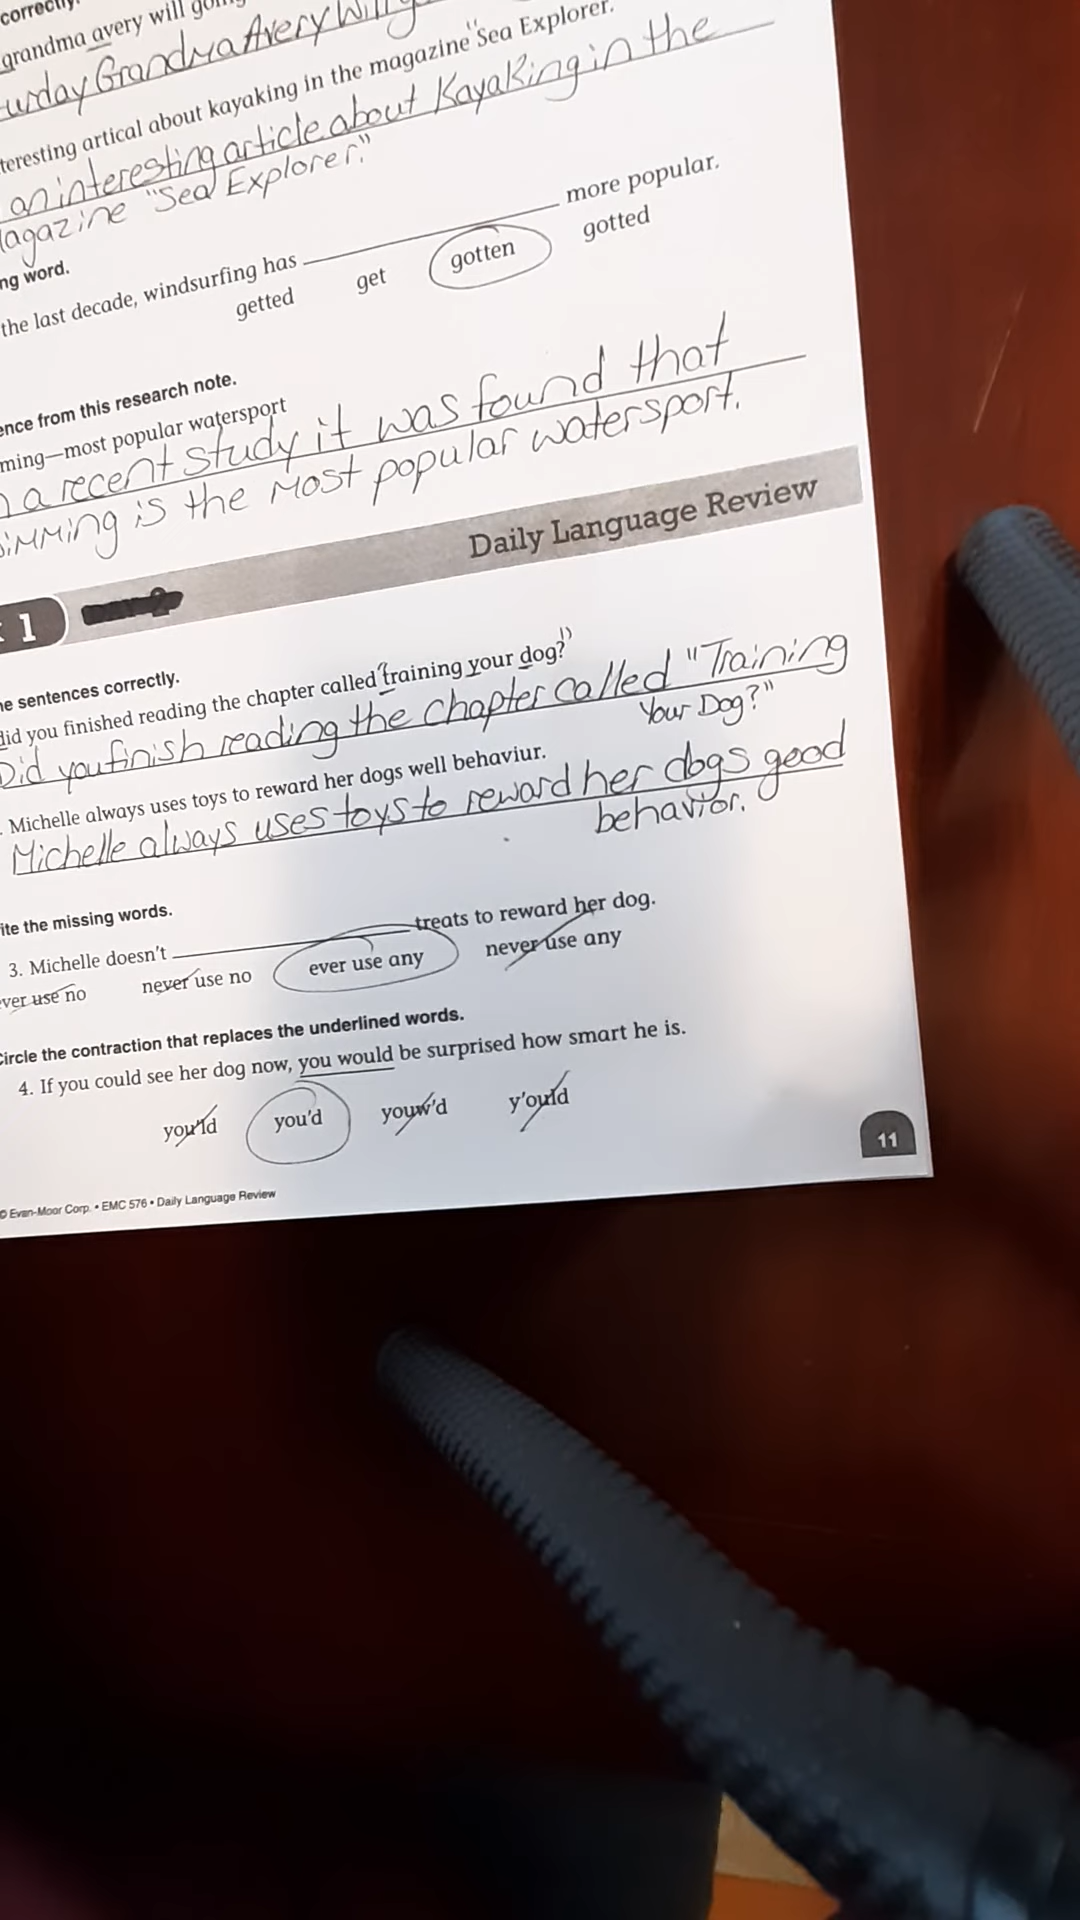 correctly.
grandma avery will
urday Grandma Avery Will
teresting artical about kayaking in the magazine "Sea Explorer.
an interesting article about Kayaking in the
agazine "Sea Explorer."
ng word.
the last decade, windsurfing has ____ more popular.
getted get gotten gotted
ence from this research note.
ming—most popular watersport
a recent study it was found that
imming is the most popular watersport.
Daily Language Review
1
he sentences correctly.
did you finished reading the chapter called "training your dog?"
Did you finish reading the chapter called "Training
Your Dog?"
. Michelle always uses toys to reward her dogs well behaviur.
Michelle always uses toys to reward her dogs good
behavior.
ite the missing words.
3. Michelle doesn't ____ treats to reward her dog.
ver use no never use no ever use any never use any
Circle the contraction that replaces the underlined words.
4. If you could see her dog now, you would be surprised how smart he is.
you'ld you'd youw'd y'ould
11
© Evan-Moor Corp. • EMC 576 • Daily Language Review